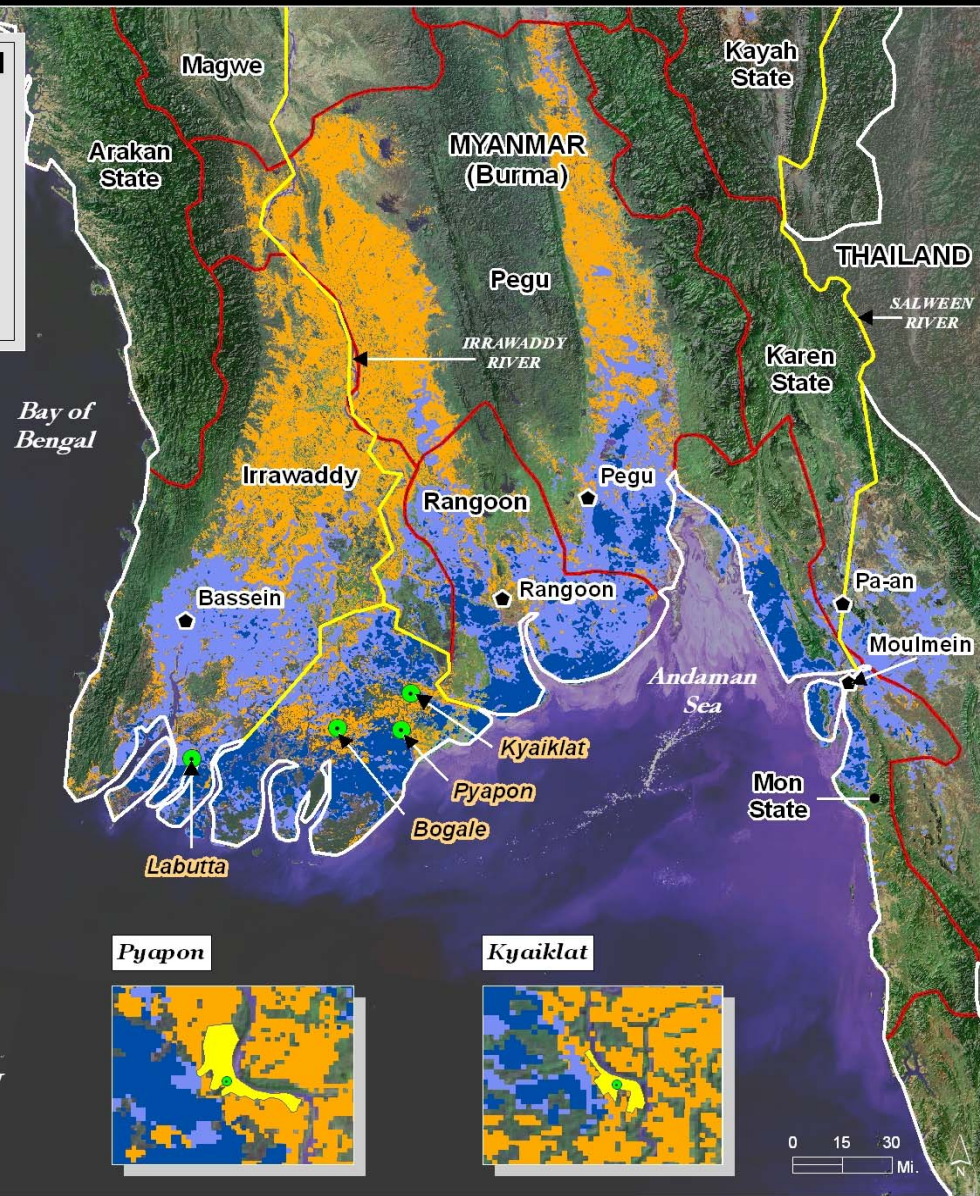 Magwe
Kayah
State
Arakan
State
MYANMAR
(Burma)
THAILAND
Pegu
SALWEEN
RIVER
IRRAWADDY
RIVER
Karen
State
Bay of
Bengal
Irrawaddy
Rangoon
Pegu
Pa-an
Bassein
Rangoon
Moulmein
Andaman
Sea
Kyaiklat
Pyapon
Mon
State
Bogale
Labutta
Pyapon
Kyaiklat
0 15 30
Mi.
N